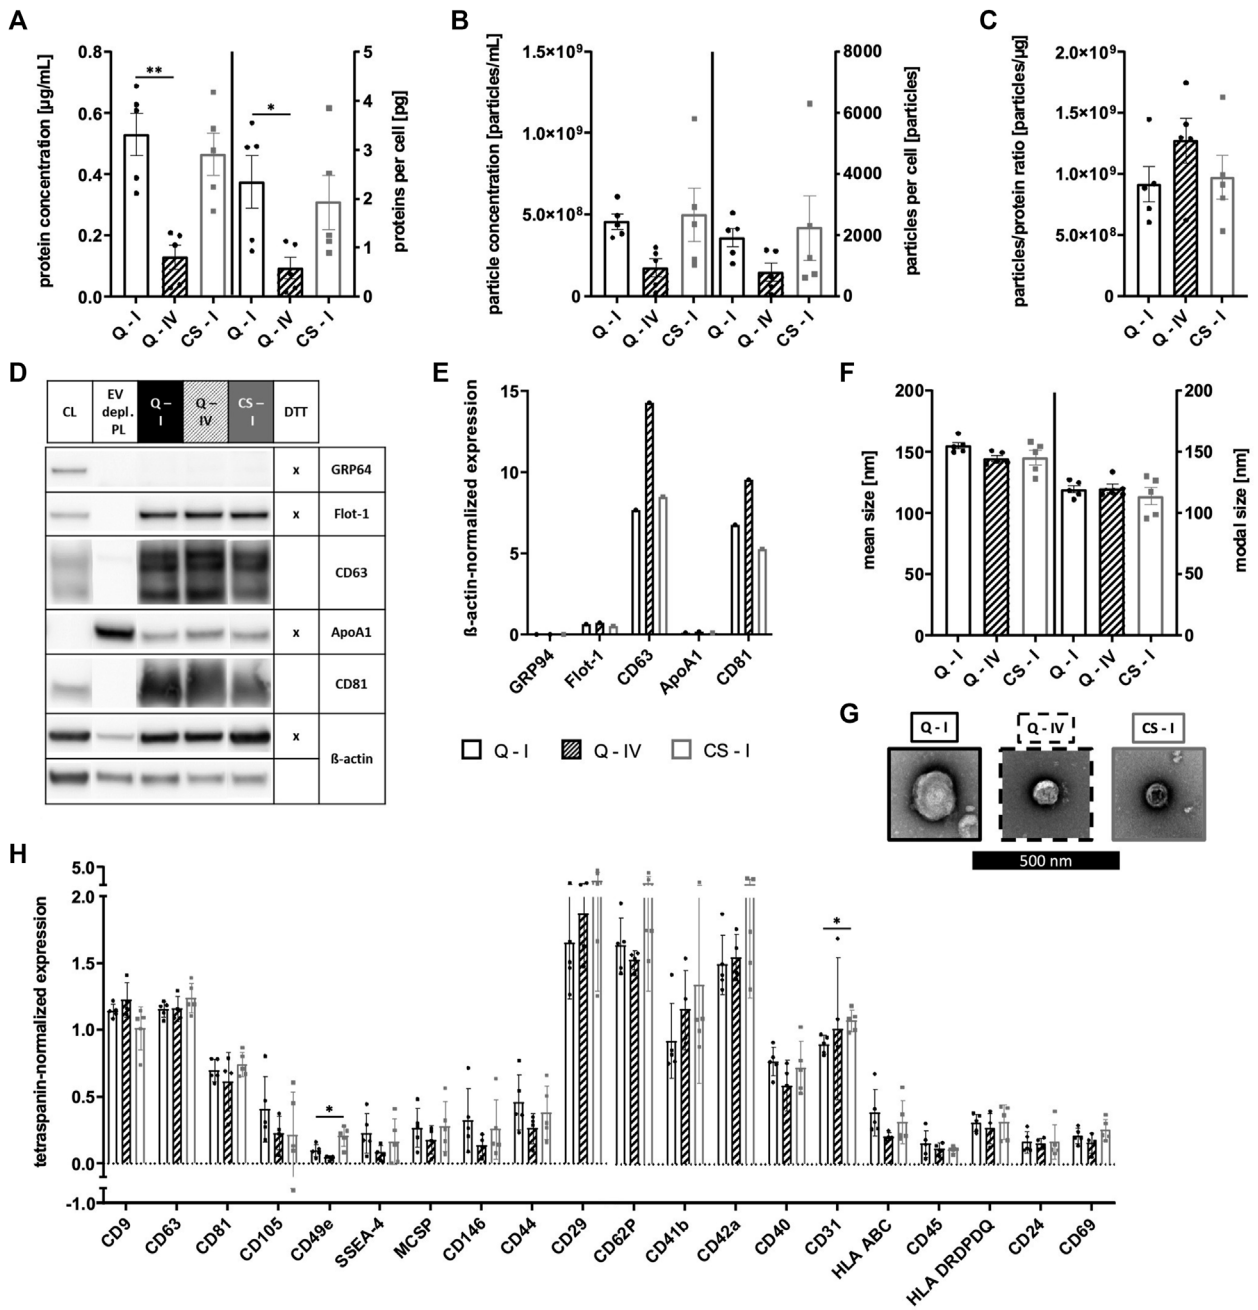 A
protein concentration [µg/mL]
0.8
0.6
0.4
0.2
0.0
**
*
5
4
3
2
1
0
proteins per cell [pg]
Q - I
Q - IV
CS - I
Q - I
Q - IV
CS - I
B
particle concentration [particles/mL]
1.5×10⁹
1.0×10⁹
5.0×10⁸
0
8000
6000
4000
2000
0
particles per cell [particles]
Q - I
Q - IV
CS - I
Q - I
Q - IV
CS - I
C
particles/protein ratio [particles/µg]
2.0×10⁹
1.5×10⁹
1.0×10⁹
5.0×10⁸
0
Q - I
Q - IV
CS - I
D
CL
EV
depl.
PL
Q –
I
Q –
IV
CS –
I
DTT
x
GRP64
x
Flot-1
CD63
x
ApoA1
CD81
x
ß-actin
E
ß-actin-normalized expression
15
10
5
0
GRP94
Flot-1
CD63
ApoA1
CD81
Q - I
Q - IV
CS - I
F
mean size [nm]
200
150
100
50
0
200
150
100
50
0
modal size [nm]
Q - I
Q - IV
CS - I
Q - I
Q - IV
CS - I
G
Q - I
Q - IV
CS - I
500 nm
H
tetraspanin-normalized expression
5.0
2.0
1.5
1.0
0.5
0.0
-1.0
*
*
CD9
CD63
CD81
CD105
CD49e
SSEA-4
MCSP
CD146
CD44
CD29
CD62P
CD41b
CD42a
CD40
CD31
HLA ABC
CD45
HLA DRDPDQ
CD24
CD69